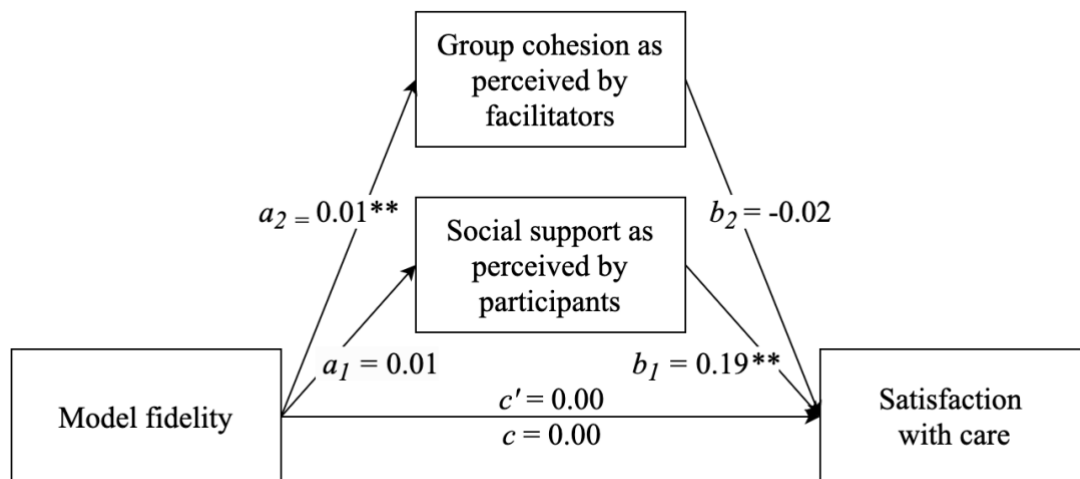 Group cohesion as
perceived by
facilitators
a2 = 0.01**
b2 = -0.02
Social support as
perceived by
participants
a1 = 0.01
b1 = 0.19**
Model fidelity
c' = 0.00
c = 0.00
Satisfaction
with care